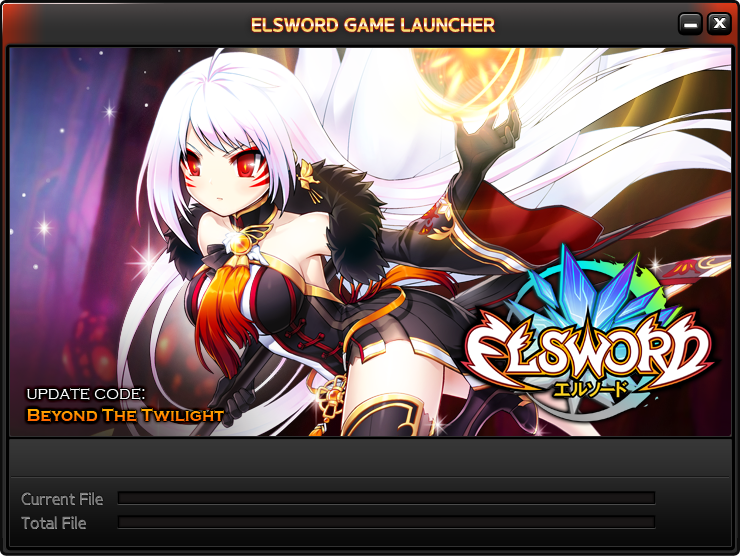 ELSWORD GAME LAUNCHER
ELSWORD
エルソード
UPDATE CODE:
BEYOND THE TWILIGHT
Current File
Total File